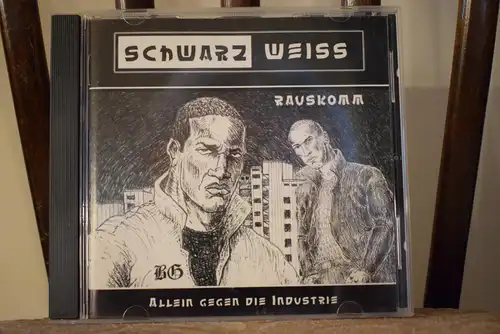 SCHWARZ WEISS
RAUSKOMM
BG
ALLEIN GEGEN DIE INDUSTRIE